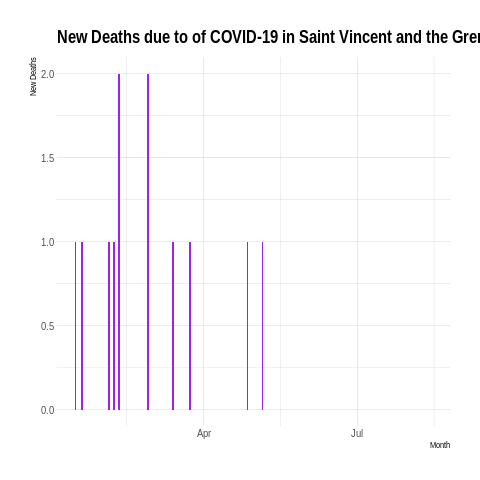 New Deaths due to of COVID-19 in Saint Vincent and the Gren
New Deaths
2.0
1.5
1.0
0.5
0.0
Apr Jul
Month